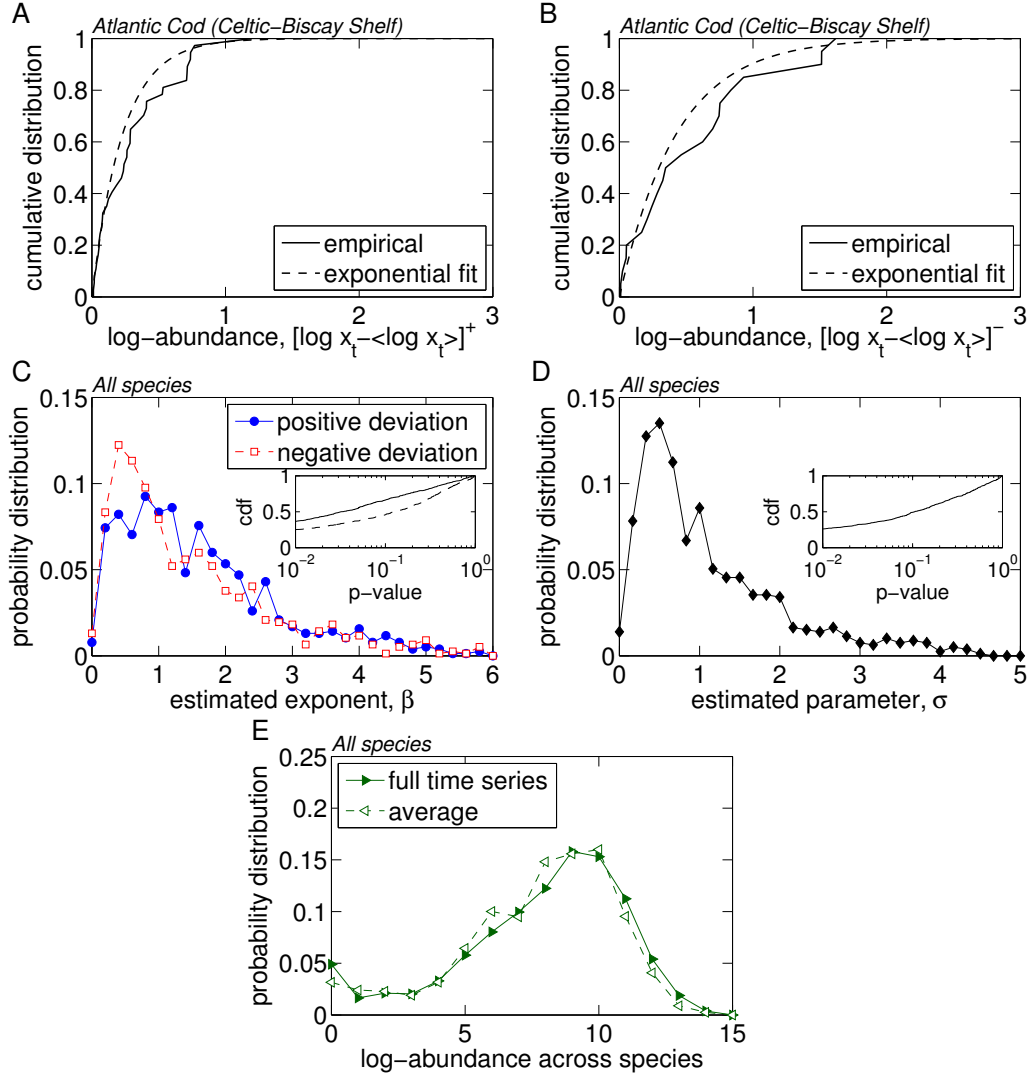 A
Atlantic Cod (Celtic−Biscay Shelf)
cumulative distribution
1
0.8
0.6
0.4
0.2
0
0 1 2 3
empirical
exponential fit
log−abundance, [log x_t−<log x_t>]^+
B
Atlantic Cod (Celtic−Biscay Shelf)
cumulative distribution
1
0.8
0.6
0.4
0.2
0
0 1 2 3
empirical
exponential fit
log−abundance, [log x_t−<log x_t>]^−
C
All species
probability distribution
0.15
0.1
0.05
0
0 1 2 3 4 5 6
positive deviation
negative deviation
cdf
1
0.5
0
10^−2 10^−1 10^0
p−value
estimated exponent, β
D
All species
probability distribution
0.15
0.1
0.05
0
0 1 2 3 4 5
cdf
1
0.5
0
10^−2 10^−1 10^0
p−value
estimated parameter, σ
E
All species
probability distribution
0.25
0.2
0.15
0.1
0.05
0
0 5 10 15
full time series
average
log−abundance across species